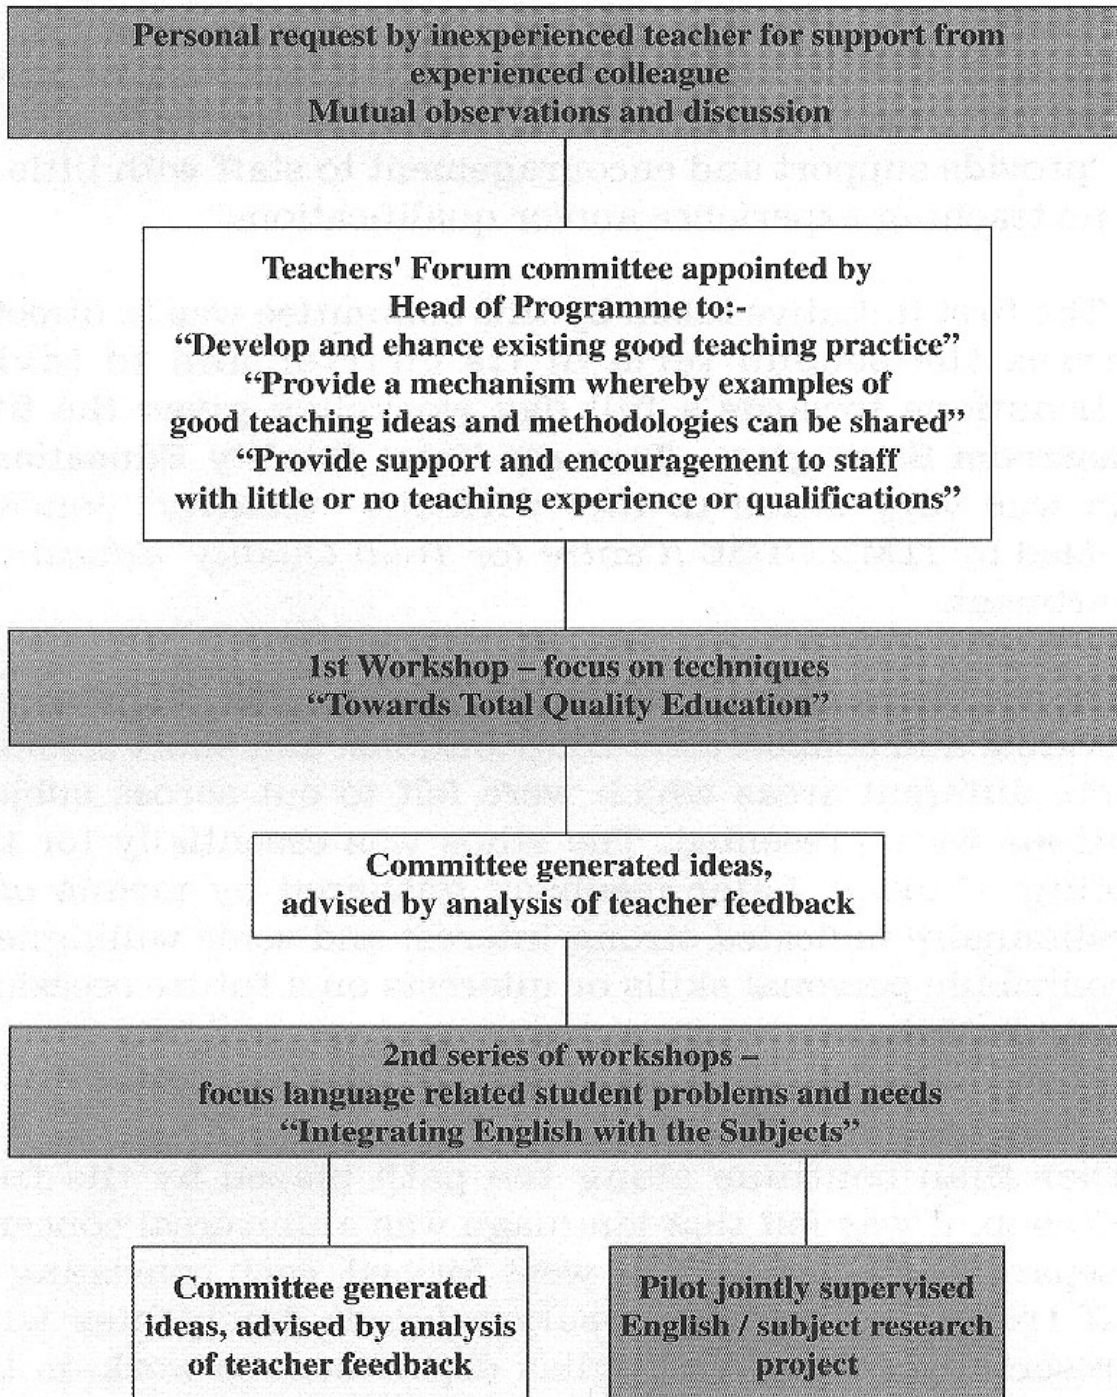 Personal request by inexperienced teacher for support from
experienced colleague
Mutual observations and discussion
Teachers' Forum committee appointed by
Head of Programme to:-
“Develop and ehance existing good teaching practice”
“Provide a mechanism whereby examples of
good teaching ideas and methodologies can be shared”
“Provide support and encouragement to staff
with little or no teaching experience or qualifications”
1st Workshop – focus on techniques
“Towards Total Quality Education”
Committee generated ideas,
advised by analysis of teacher feedback
2nd series of workshops –
focus language related student problems and needs
“Integrating English with the Subjects”
Committee generated
ideas, advised by analysis
of teacher feedback
Pilot jointly supervised
English / subject research
project